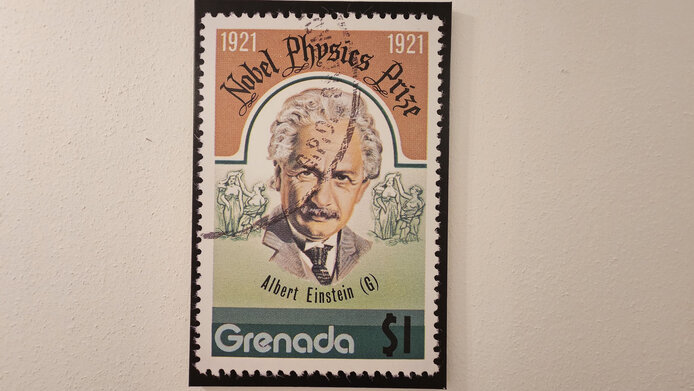 1921 1921
Nobel Physics Prize
Albert Einstein (G)
Grenada $1